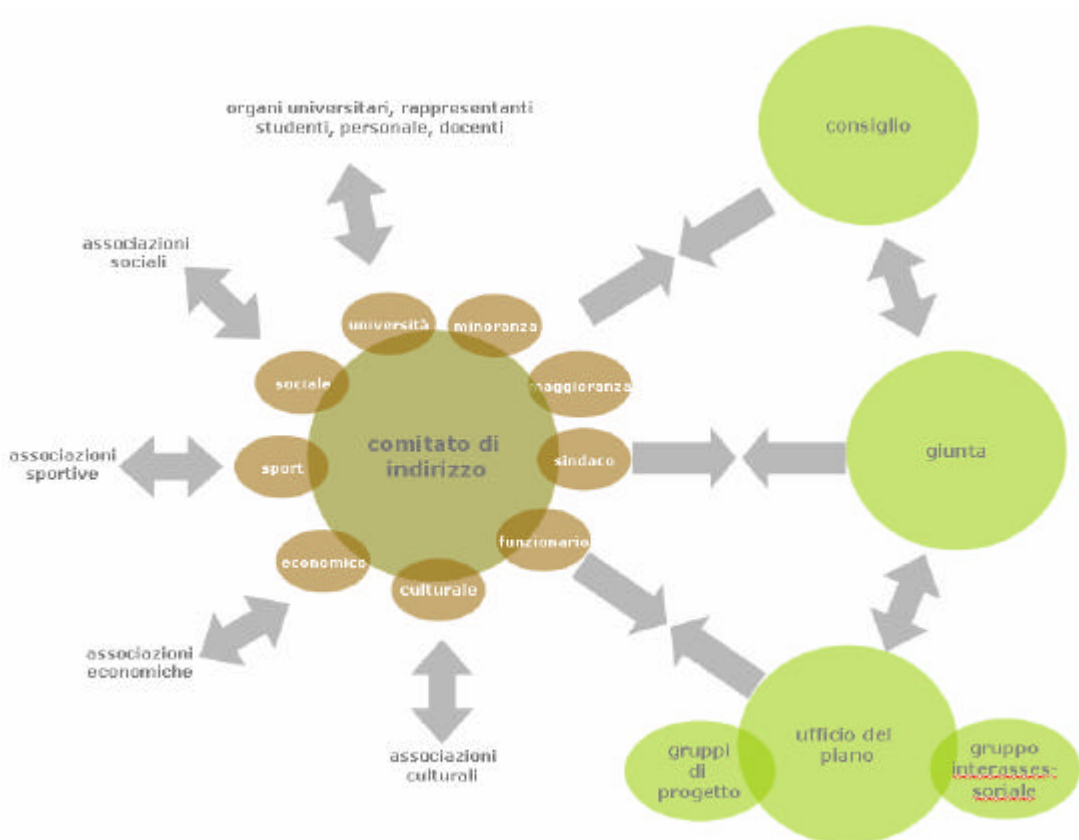 organi universitari, rappresentanti
studenti, personale, docenti
consiglio
associazioni
sociali
università
minoranza
sociale
maggioranza
comitato di
indirizzo
associazioni
sportive
sport
sindaco
giunta
funzionario
economico
culturale
associazioni
economiche
associazioni
culturali
ufficio del
piano
gruppi
di
progetto
gruppo
interasses-
soriale